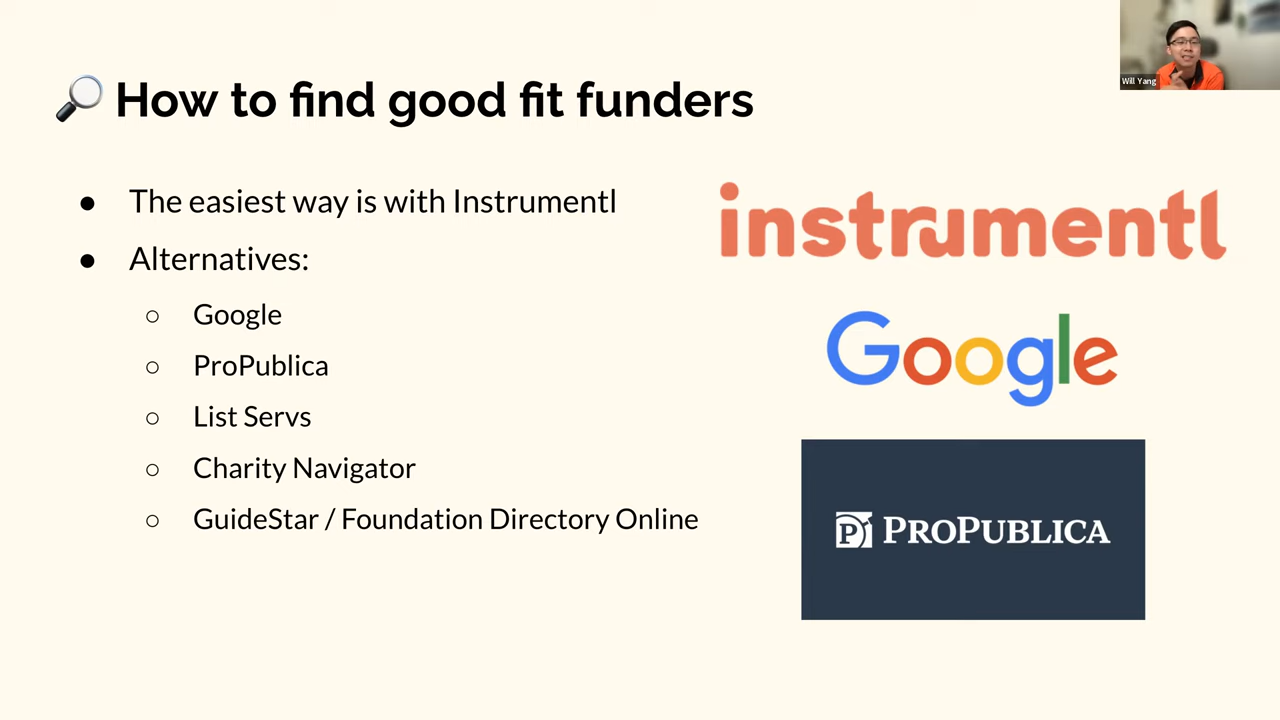 How to find good fit funders
Will Yang
● The easiest way is with Instrumentl
● Alternatives:
○ Google
○ ProPublica
○ List Servs
○ Charity Navigator
○ GuideStar / Foundation Directory Online
instrumentl
Google
P PROPUBLICA